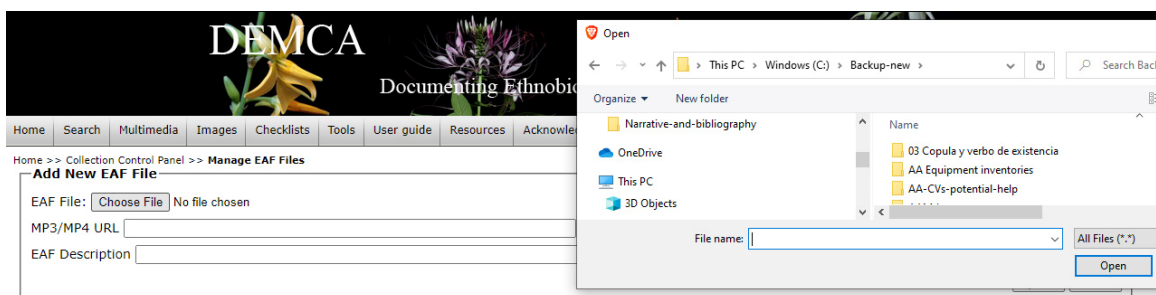 DEMCA
Documenting Ethnobio
Home Search Multimedia Images Checklists Tools User guide Resources Acknowle
Home >> Collection Control Panel >> Manage EAF Files
Add New EAF File
EAF File: Choose File No file chosen
MP3/MP4 URL
EAF Description
Open
This PC > Windows (C:) > Backup-new >
Search Bac
Organize New folder
Narrative-and-bibliography
OneDrive
This PC
3D Objects
Name
03 Copula y verbo de existencia
AA Equipment inventories
AA-CVs-potential-help
File name:
All Files (*.*)
Open